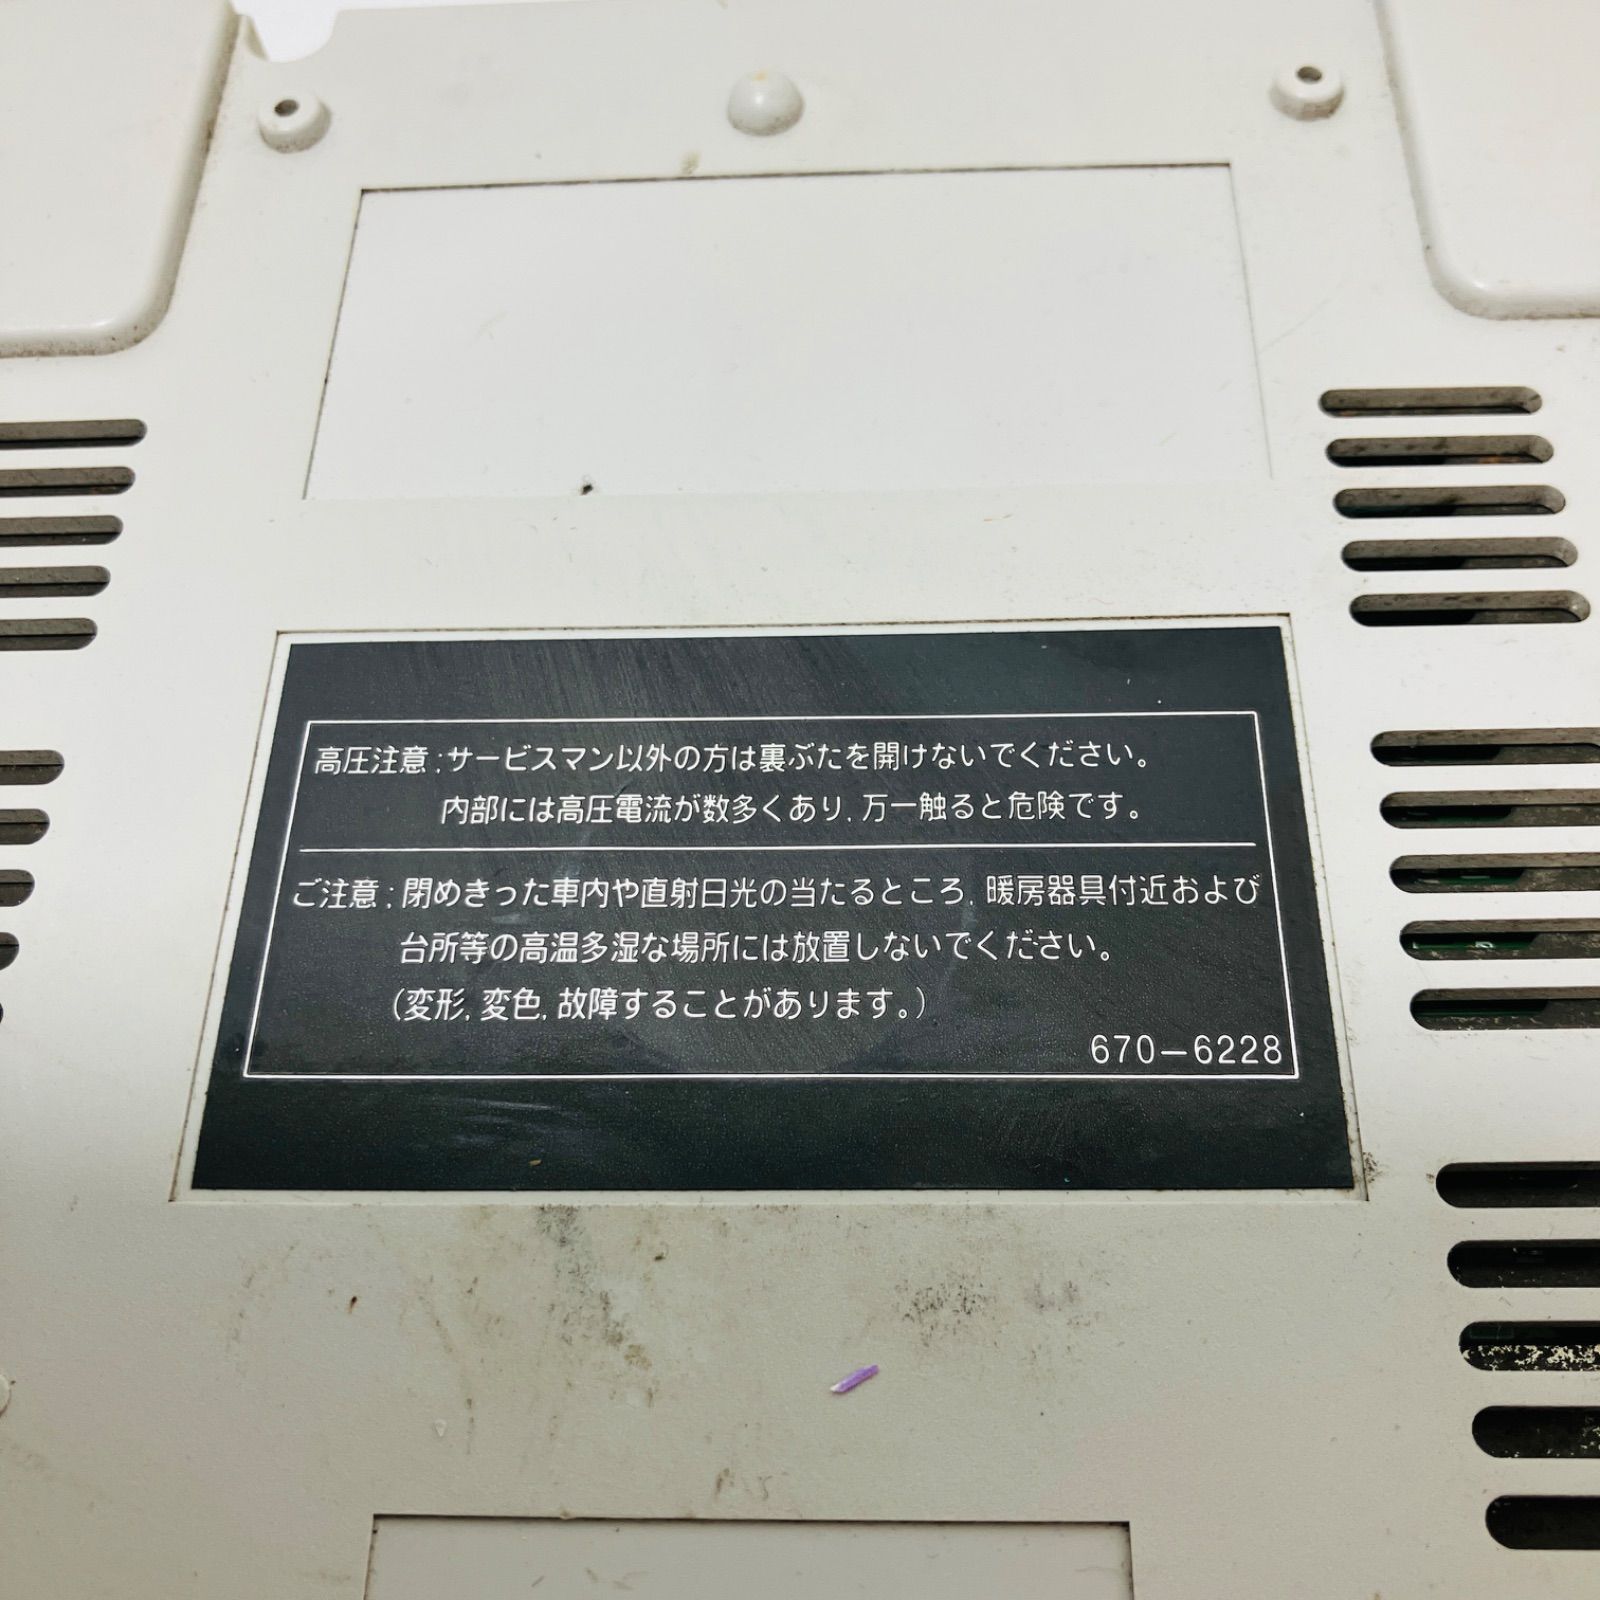 高圧注意;サービスマン以外の方は裏ぶたを開けないでください。
内部には高圧電流が数多くあり,万一触ると危険です。
ご注意;閉めきった車内や直射日光の当たるところ,暖房器具付近および
台所等の高温多湿な場所には放置しないでください。
(変形,変色,故障することがあります。)
670-6228